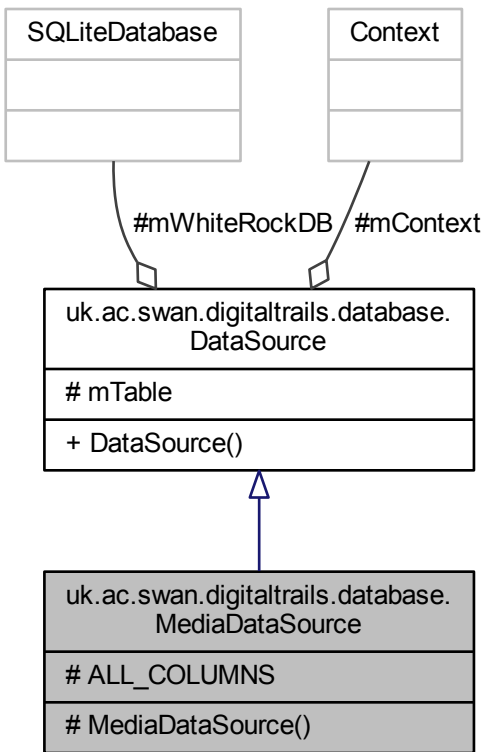 SQLiteDatabase
Context
#mWhiteRockDB
#mContext
uk.ac.swan.digitaltrails.database.
DataSource
# mTable
+ DataSource()
uk.ac.swan.digitaltrails.database.
MediaDataSource
# ALL_COLUMNS
# MediaDataSource()